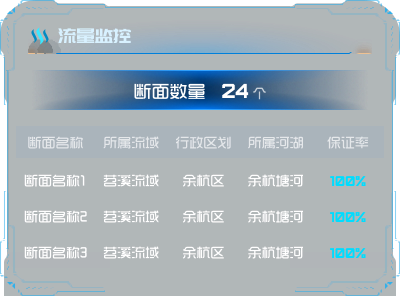 流量监控
断面数量 24 个
断面名称 所属流域 行政区划 所属河湖 保证率
断面名称1 苕溪流域 余杭区 余杭塘河 100%
断面名称2 苕溪流域 余杭区 余杭塘河 100%
断面名称3 苕溪流域 余杭区 余杭塘河 100%